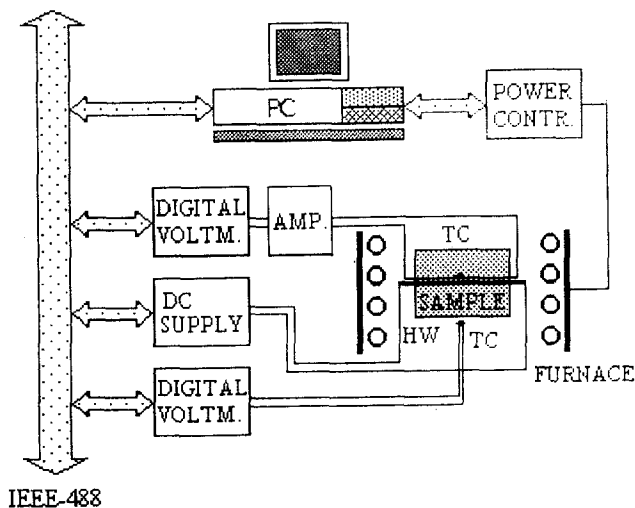 PC
POWER
CONTR.
DIGITAL
VOLTM.
AMP.
TC
DC
SUPPLY
SAMPLE
HW
TC
FURNACE
DIGITAL
VOLTM.
IEEE-488